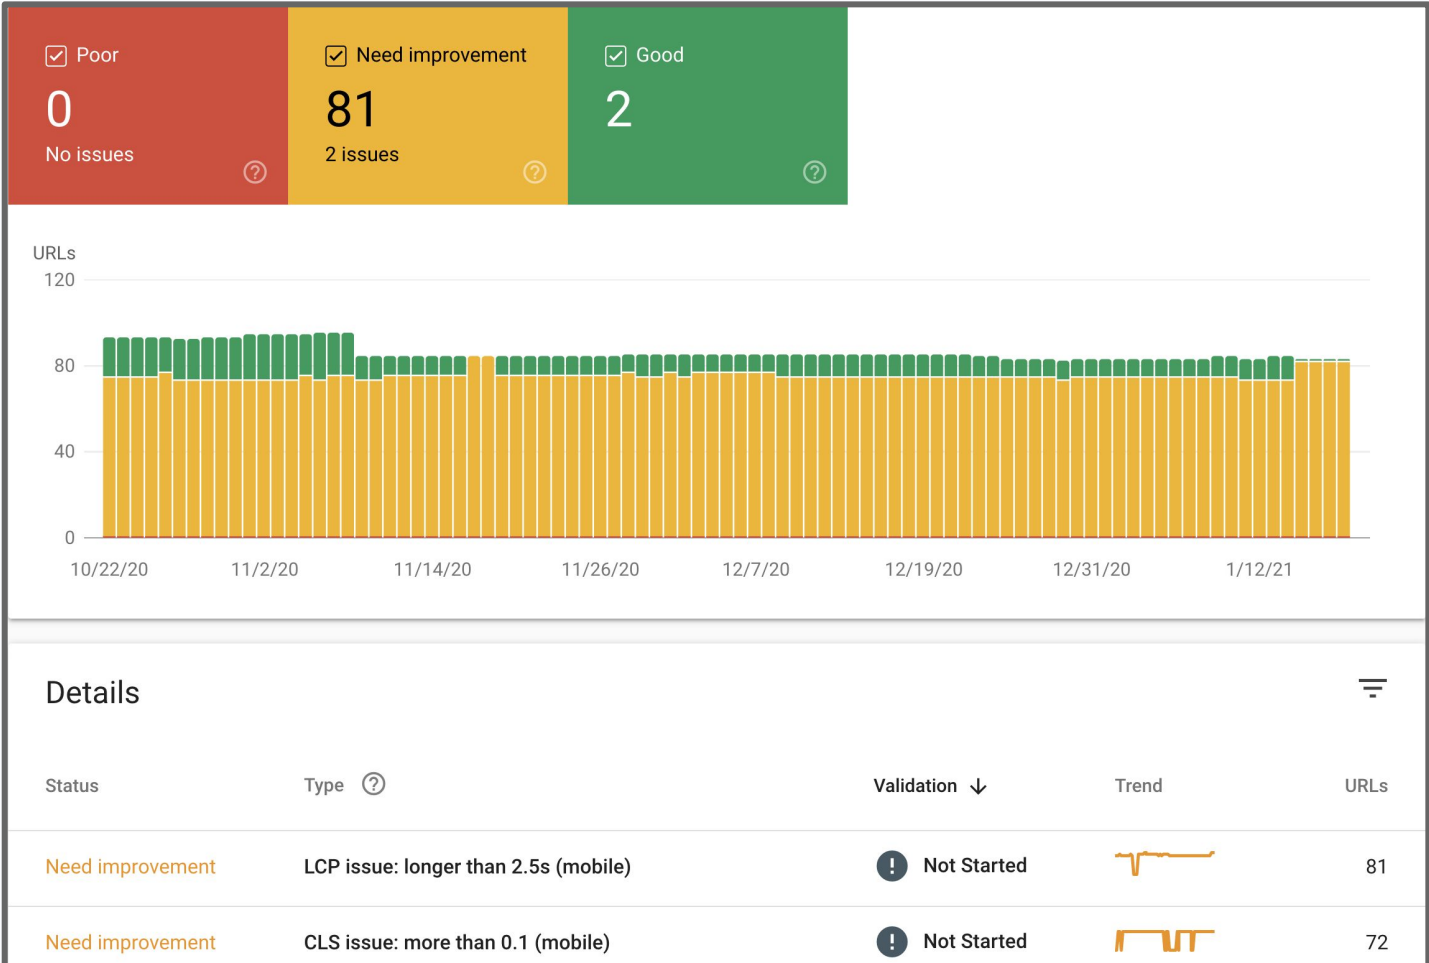 Poor
0
No issues
Need improvement
81
2 issues
Good
2
URLs
120
80
40
0
10/22/20 11/2/20 11/14/20 11/26/20 12/7/20 12/19/20 12/31/20 1/12/21
Details
Status Type Validation Trend URLs
Need improvement LCP issue: longer than 2.5s (mobile) Not Started 81
Need improvement CLS issue: more than 0.1 (mobile) Not Started 72